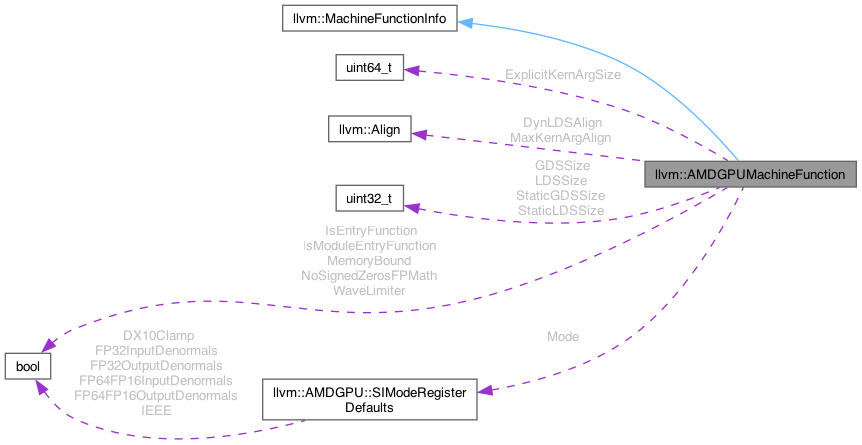 llvm::MachineFunctionInfo
uint64_t
ExplicitKernArgSize
llvm::Align
DynLDSAlign
MaxKernArgAlign
llvm::AMDGPUMachineFunction
GDSSize
LDSSize
StaticGDSSize
StaticLDSSize
uint32_t
IsEntryFunction
IsModuleEntryFunction
MemoryBound
NoSignedZerosFPMath
WaveLimiter
Mode
bool
DX10Clamp
FP32InputDenormals
FP32OutputDenormals
FP64FP16InputDenormals
FP64FP16OutputDenormals
IEEE
llvm::AMDGPU::SIModeRegister
Defaults